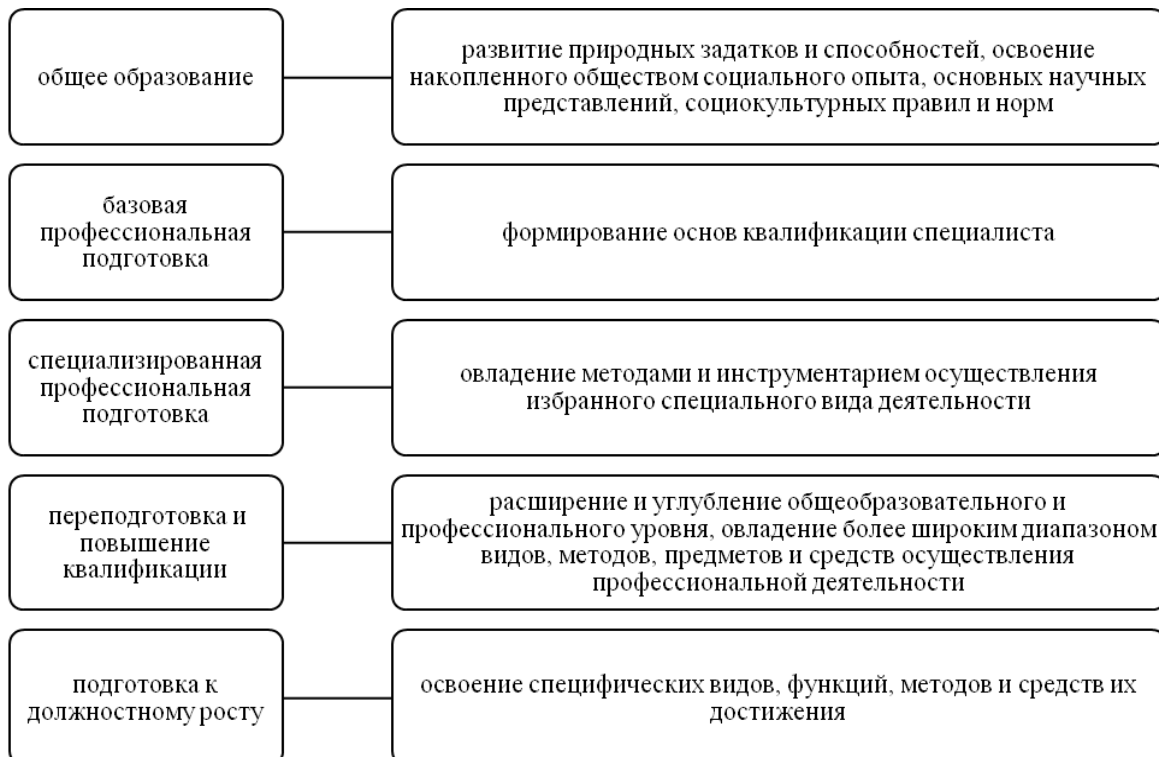 общее образование
развитие природных задатков и способностей, освоение
накопленного обществом социального опыта, основных научных
представлений, социокультурных правил и норм
базовая
профессиональная
подготовка
формирование основ квалификации специалиста
специализированная
профессиональная
подготовка
овладение методами и инструментарием осуществления
избранного специального вида деятельности
переподготовка и
повышение
квалификации
расширение и углубление общеобразовательного и
профессионального уровня, овладение более широким диапазоном
видов, методов, предметов и средств осуществления
профессиональной деятельности
подготовка к
должностному росту
освоение специфических видов, функций, методов и средств их
достижения